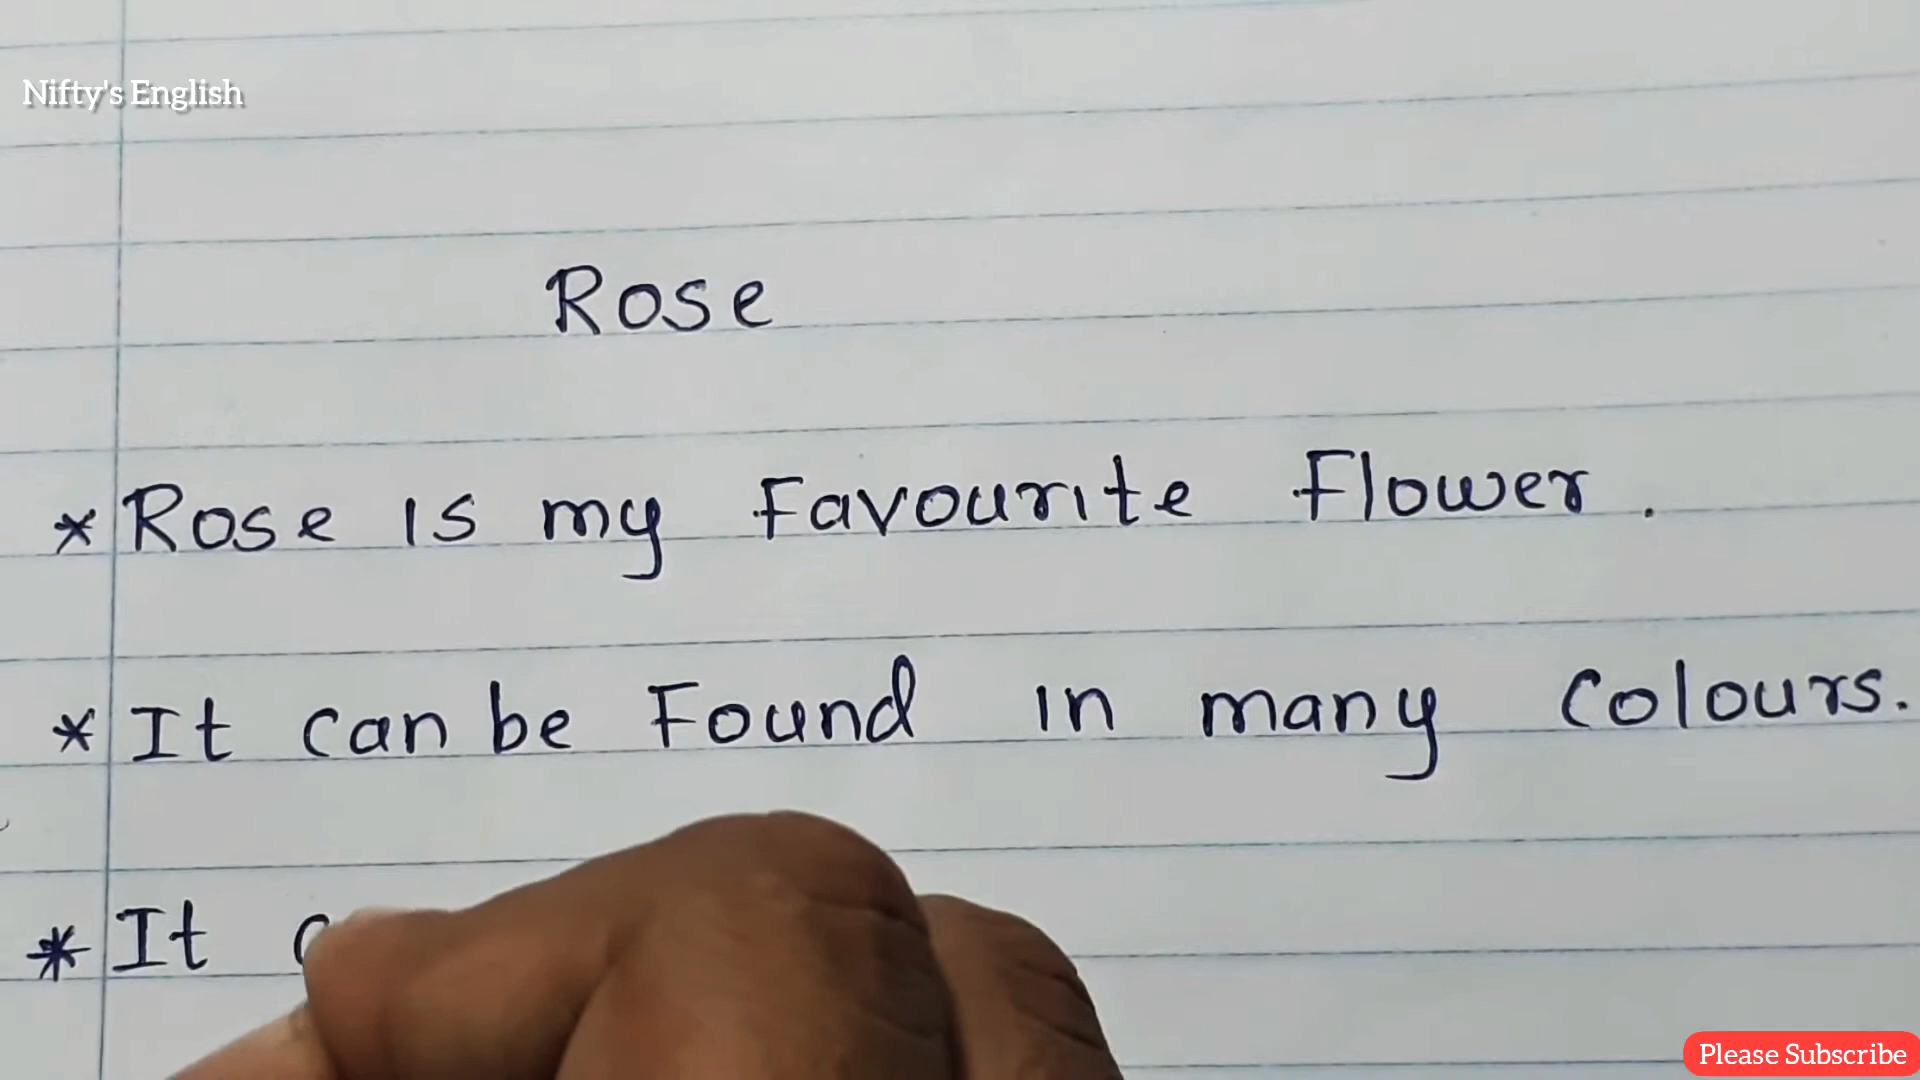 Nifty's English
Rose
* Rose is my Favourite Flower.
* It can be Found in many Colours.
* It
Please Subscribe